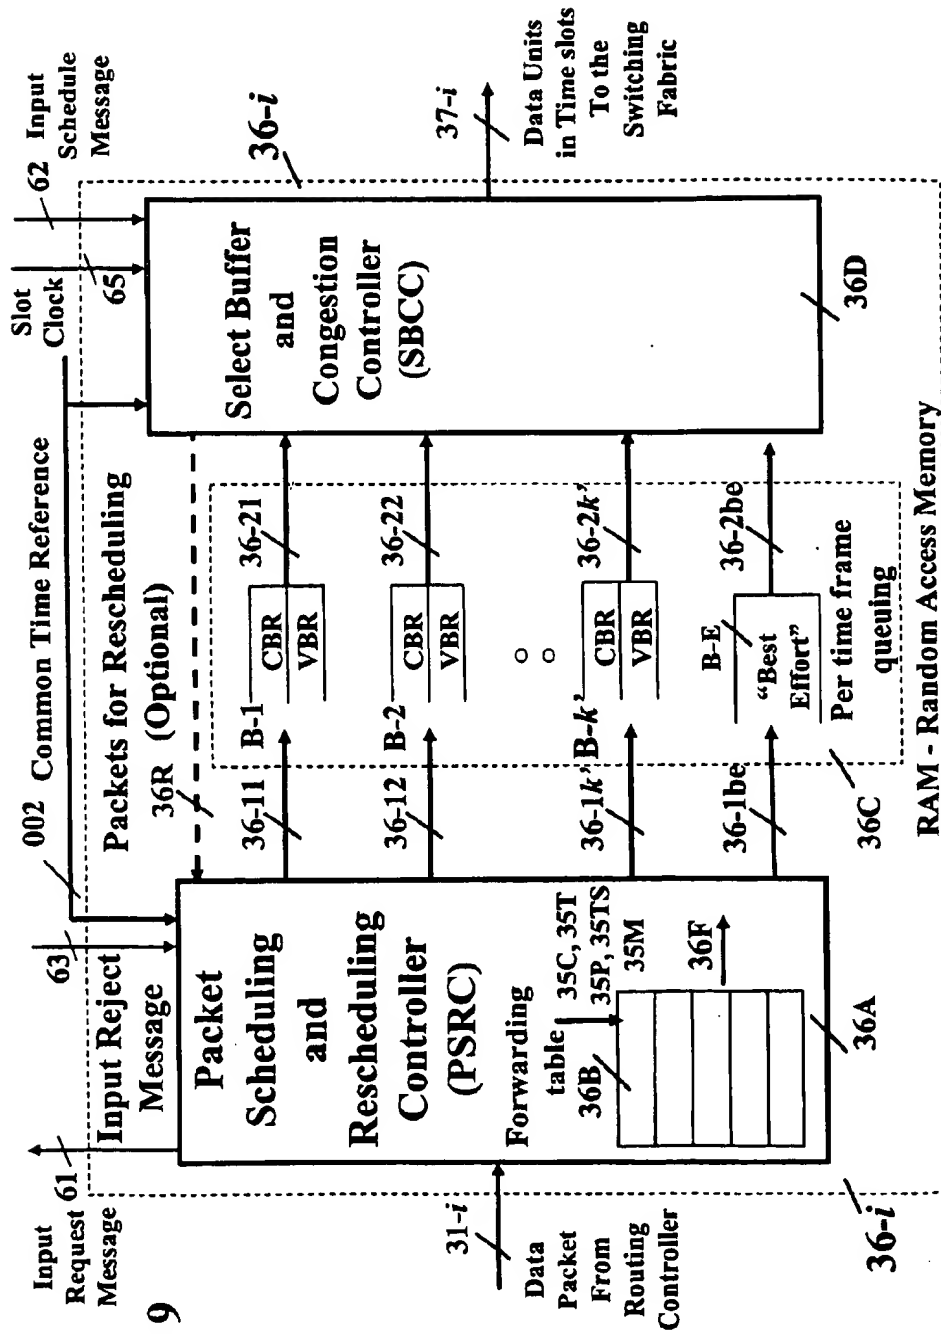 9
Input
Request
Message
61
Input Reject
Message
63
002
Common Time Reference
Slot
Clock
65
62
Input
Schedule
Message
Packets for Rescheduling
36R
(Optional)
36-i
Packet
Scheduling
and
Rescheduling
Controller
(PSRC)
Forwarding
table
36B
35C, 35T
35P, 35TS
35M
36F
36A
31-i
Data
Packet
From
Routing
Controller
36-i
36-11
B-1
CBR
VBR
36-21
36-12
B-2
CBR
VBR
36-22
36-1k'
B-k'
CBR
VBR
36-2k'
36-1be
B-E
“Best
Effort”
36-2be
Per time frame
queuing
36C
Select Buffer
and
Congestion
Controller
(SBCC)
36D
37-i
Data Units
in Time slots
To the
Switching
Fabric
RAM - Random Access Memory